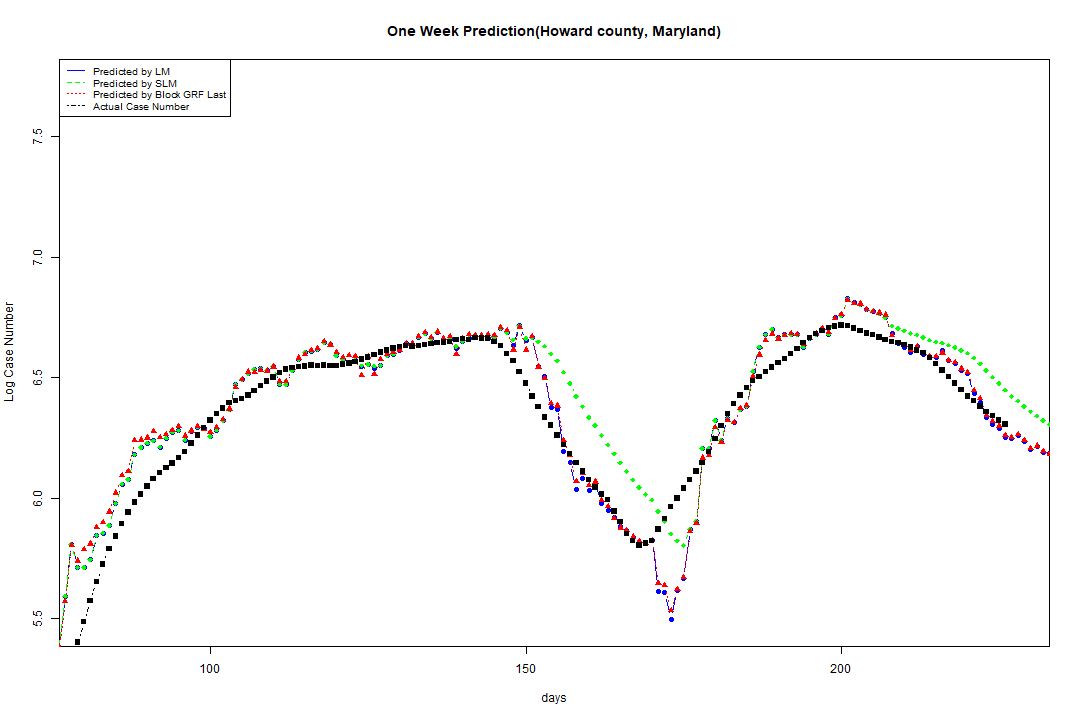 One Week Prediction(Howard county, Maryland)
Predicted by LM
Predicted by SLM
Predicted by Block GRF Last
Actual Case Number
7.5
7.0
6.5
6.0
5.5
Log Case Number
100 150 200
days